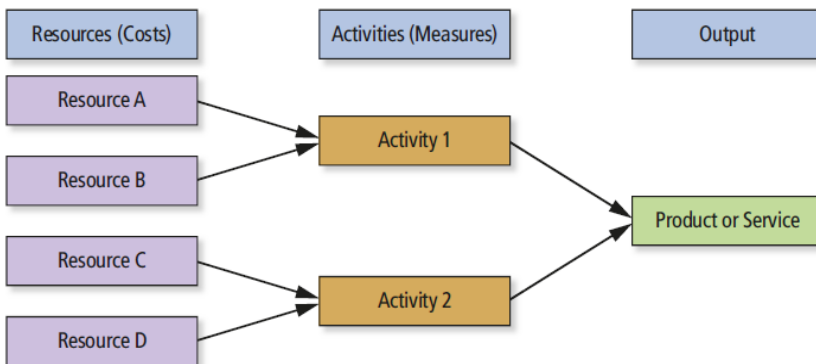 Resources (Costs)
Activities (Measures)
Output
Resource A
Activity 1
Resource B
Product or Service
Resource C
Activity 2
Resource D